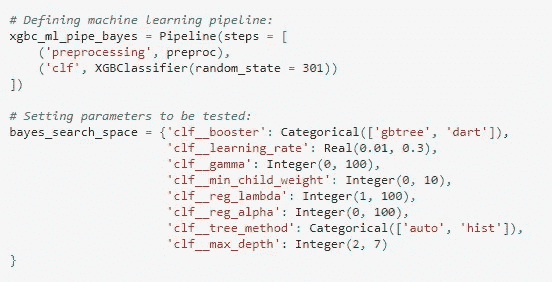 # Defining machine learning pipeline:
xgbc_ml_pipe_bayes = Pipeline(steps = [
    ('preprocessing', preproc),
    ('clf', XGBClassifier(random_state = 301))
])

# Setting parameters to be tested:
bayes_search_space = {'clf__booster': Categorical(['gbtree', 'dart']),
                      'clf__learning_rate': Real(0.01, 0.3),
                      'clf__gamma': Integer(0, 100),
                      'clf__min_child_weight': Integer(0, 10),
                      'clf__reg_lambda': Integer(1, 100),
                      'clf__reg_alpha': Integer(0, 100),
                      'clf__tree_method': Categorical(['auto', 'hist']),
                      'clf__max_depth': Integer(2, 7)
}